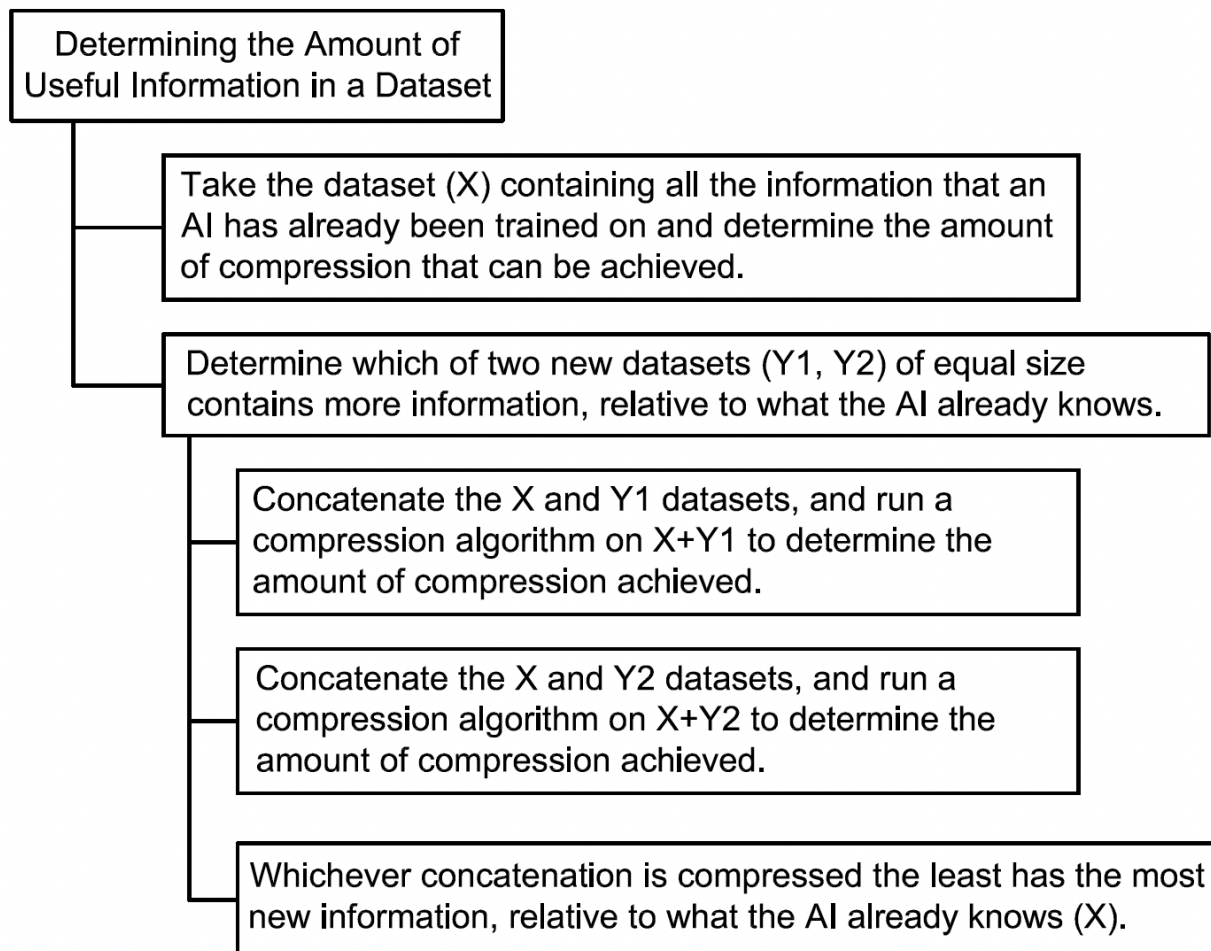 Determining the Amount of
Useful Information in a Dataset
Take the dataset (X) containing all the information that an
AI has already been trained on and determine the amount
of compression that can be achieved.
Determine which of two new datasets (Y1, Y2) of equal size
contains more information, relative to what the AI already knows.
Concatenate the X and Y1 datasets, and run a
compression algorithm on X+Y1 to determine the
amount of compression achieved.
Concatenate the X and Y2 datasets, and run a
compression algorithm on X+Y2 to determine the
amount of compression achieved.
Whichever concatenation is compressed the least has the most
new information, relative to what the AI already knows (X).